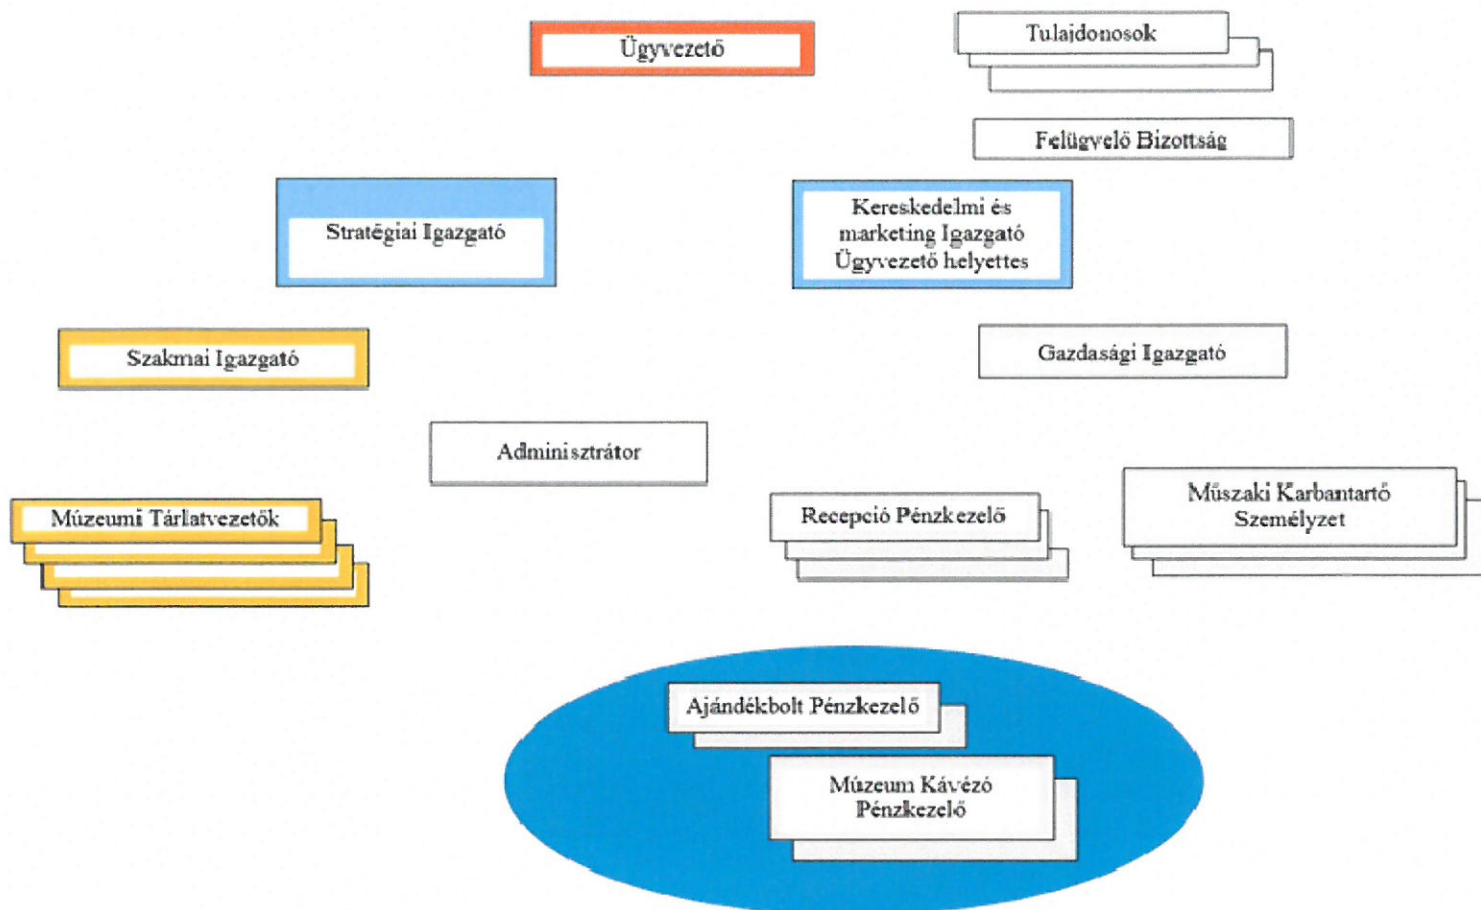 Ügyvezető
Tulajdonosok
Felügyelő Bizottság
Stratégiai Igazgató
Kereskedelmi és
marketing Igazgató
Ügyvezető helyettes
Szakmai Igazgató
Gazdasági Igazgató
Adminisztrátor
Múzeumi Tárlatvezetők
Recepció Pénzkezelő
Műszaki Karbantartő
Személyzet
Ajándékbolt Pénzkezelő
Múzeum Kávézó
Pénzkezelő